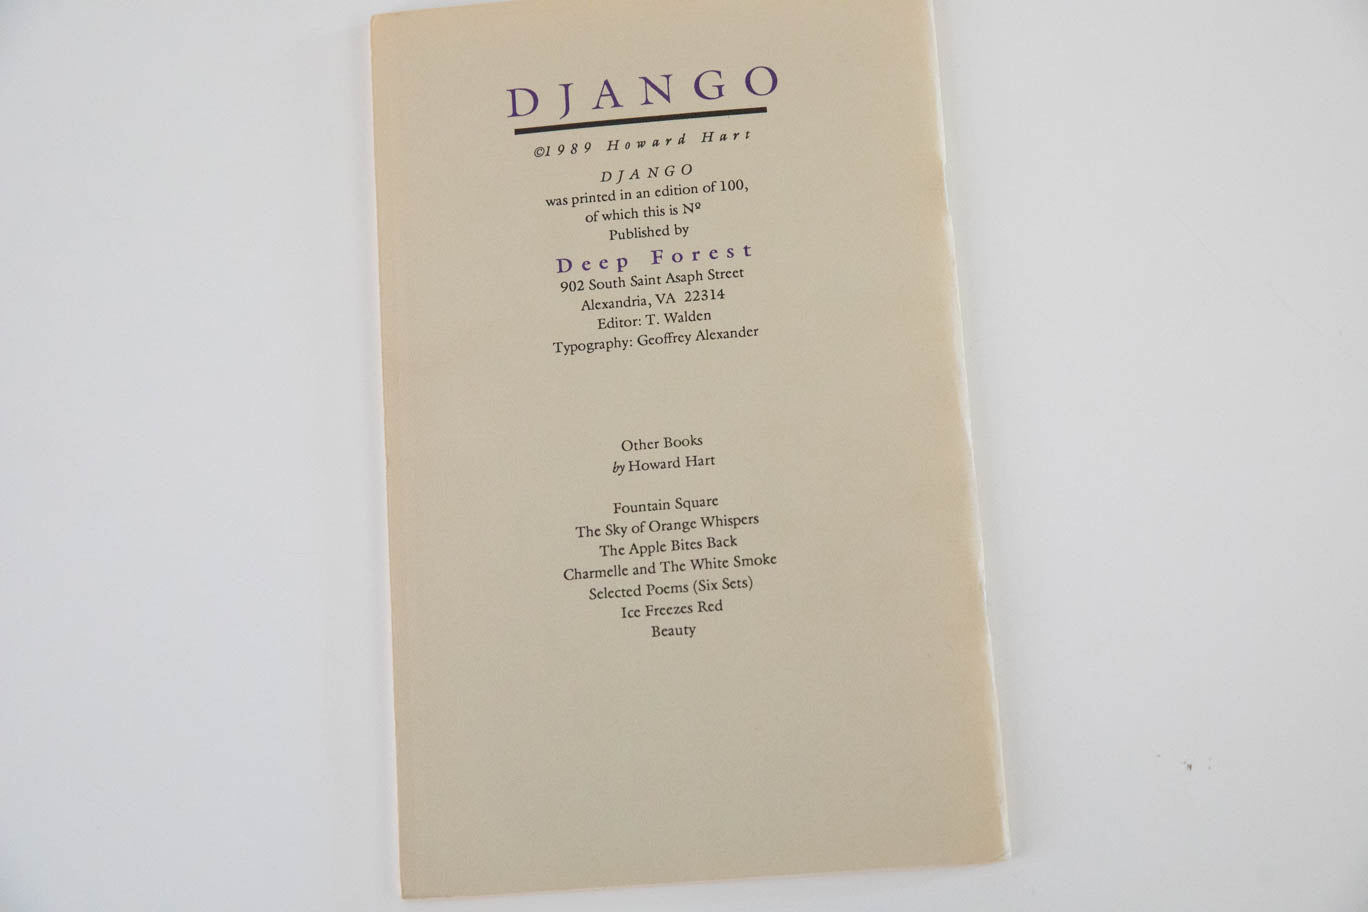 DJANGO
©1989 Howard Hart
DJANGO
was printed in an edition of 100,
of which this is Nº
Published by
Deep Forest
902 South Saint Asaph Street
Alexandria, VA 22314
Editor: T. Walden
Typography: Geoffrey Alexander
Other Books
by Howard Hart
Fountain Square
The Sky of Orange Whispers
The Apple Bites Back
Charmelle and The White Smoke
Selected Poems (Six Sets)
Ice Freezes Red
Beauty